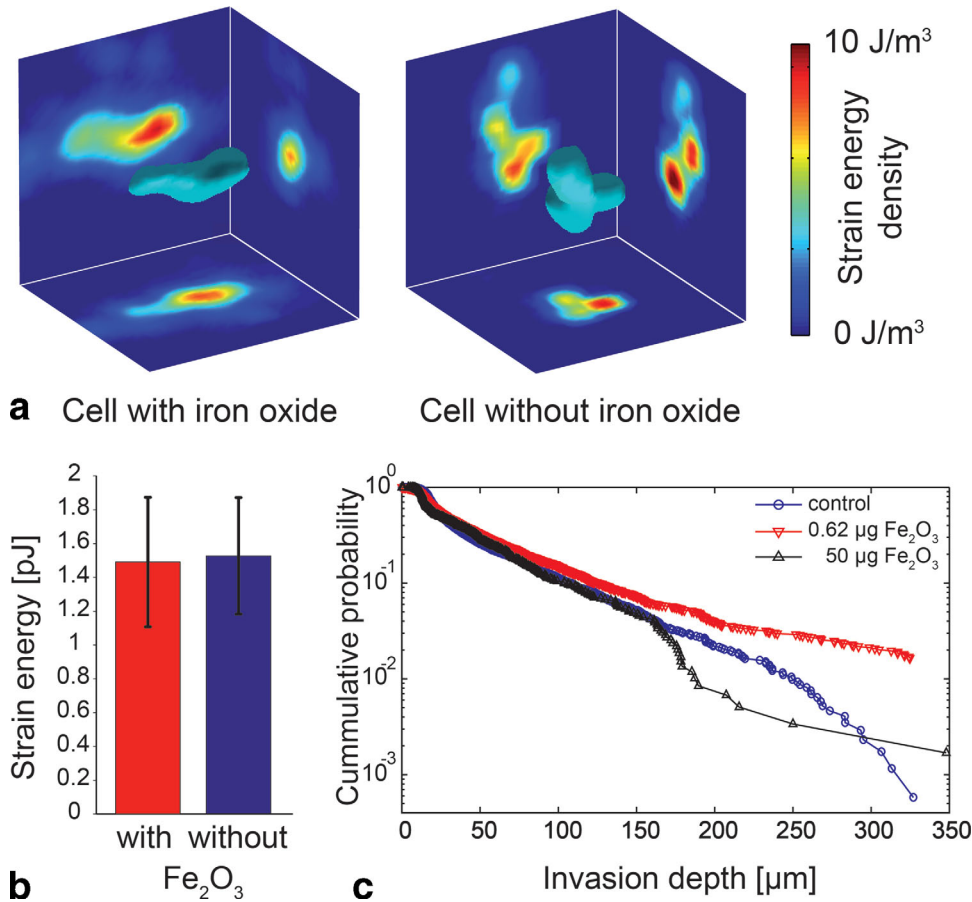 10 J/m³
Strain energy
density
0 J/m³
a Cell with iron oxide
Cell without iron oxide
2
1.8
1.6
1.4
1.2
1
0.8
0.6
0.4
0.2
0
Strain energy [pJ]
with without
Fe₂O₃
b
10⁰
10⁻¹
10⁻²
10⁻³
Cummulative probability
control
0.62 µg Fe₂O₃
50 µg Fe₂O₃
0 50 100 150 200 250 300 350
Invasion depth [µm]
c